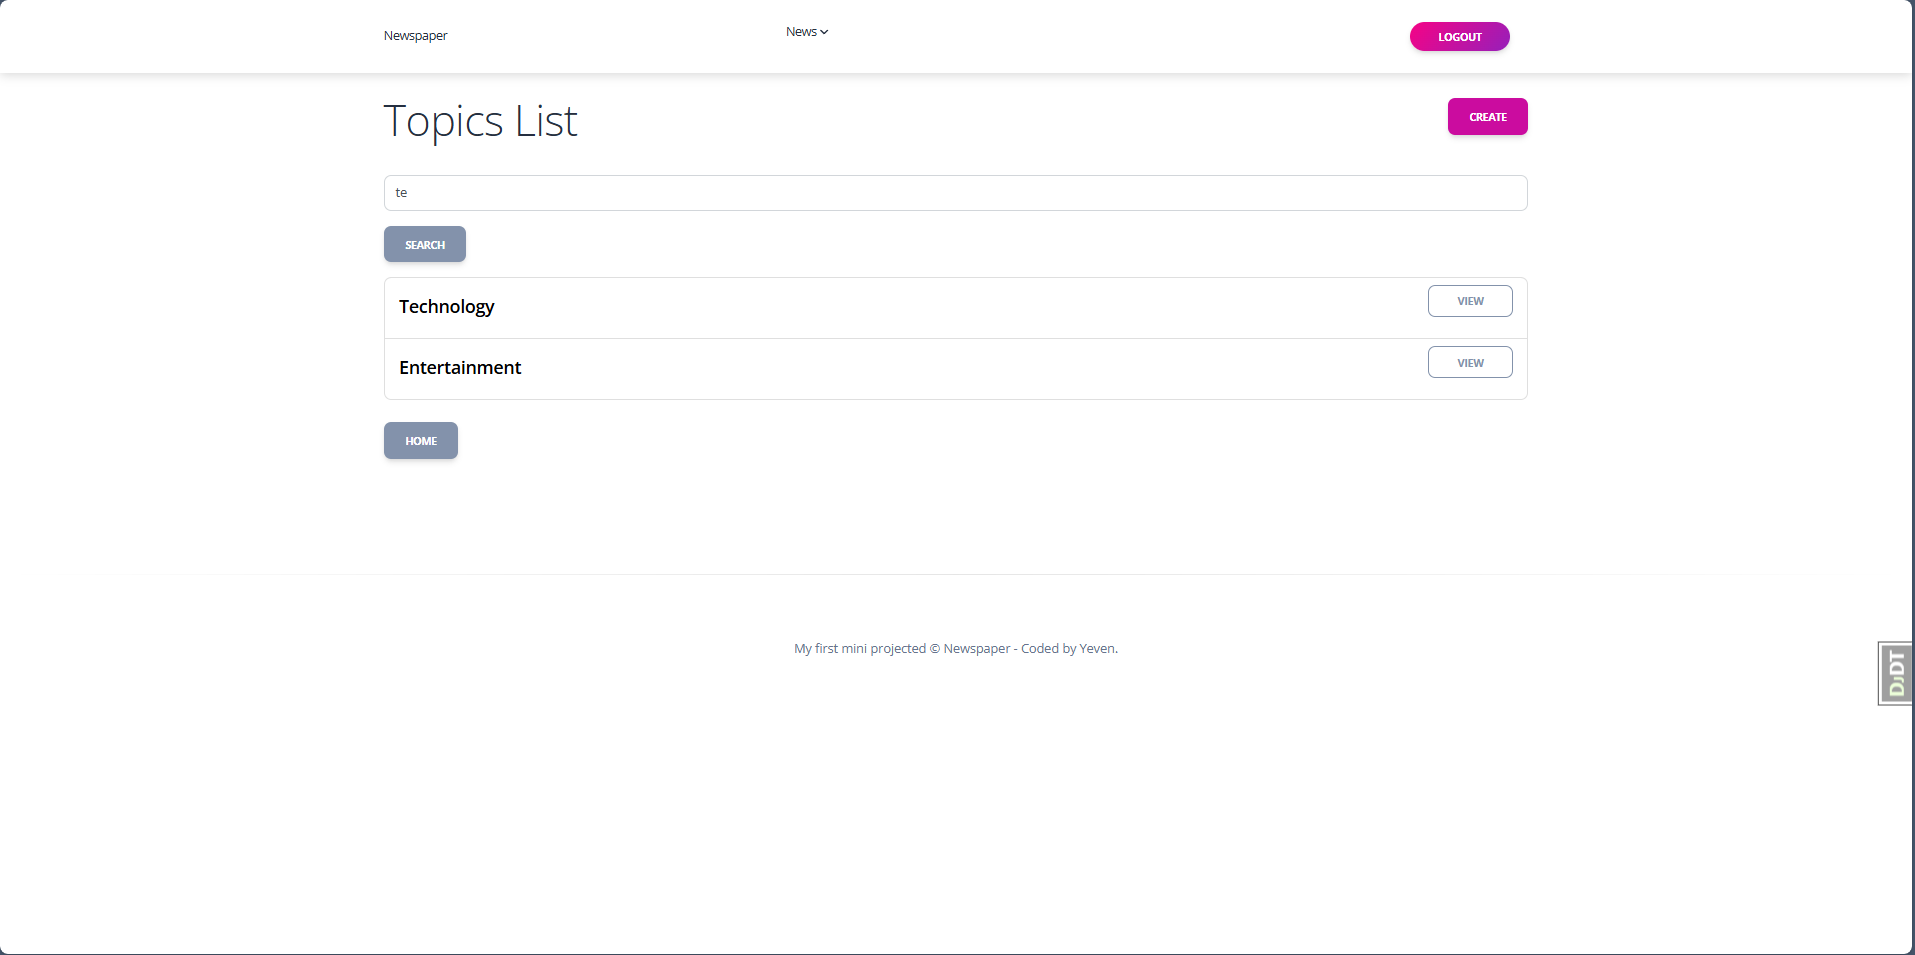 Newspaper
News
LOGOUT
Topics List
CREATE
te
SEARCH
Technology
VIEW
Entertainment
VIEW
HOME
My first mini projected © Newspaper - Coded by Yeven.
DJDT